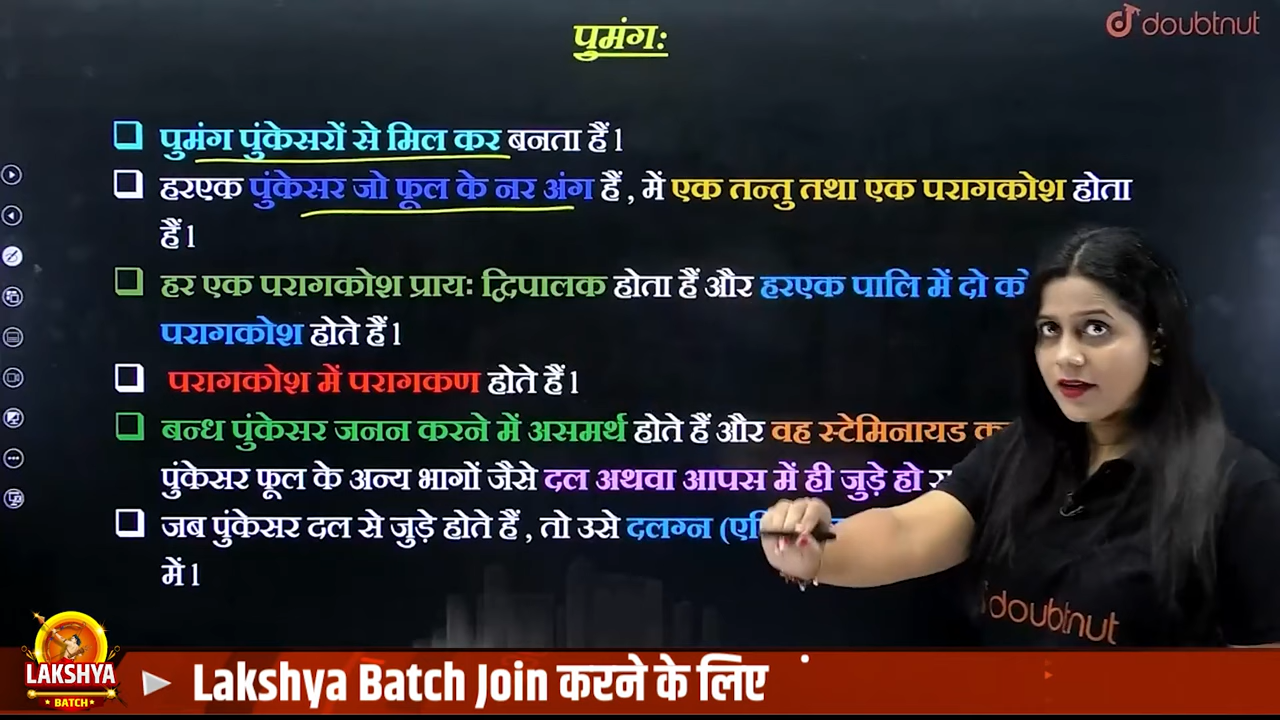 पुमंग:
doubtnut
पुमंग पुंकेसरों से मिल कर बनता हैं l
हरएक पुंकेसर जो फूल के नर अंग हैं , में एक तन्तु तथा एक परागकोश होता
हैं l
हर एक परागकोश प्रायः द्विपालक होता हैं और हरएक पालि में दो
परागकोश होते हैं l
परागकोश में परागकण होते हैं l
बन्ध पुंकेसर जनन करने में असमर्थ होते हैं और वह स्टेमिनायड
पुंकेसर फूल के अन्य भागों जैसे दल अथवा आपस में ही जुड़े हो
जब पुंकेसर दल से जुड़े होते हैं , तो उसे दलग्न
में l
doubtnut
LAKSHYA
BATCH
Lakshya Batch Join करने के लिए